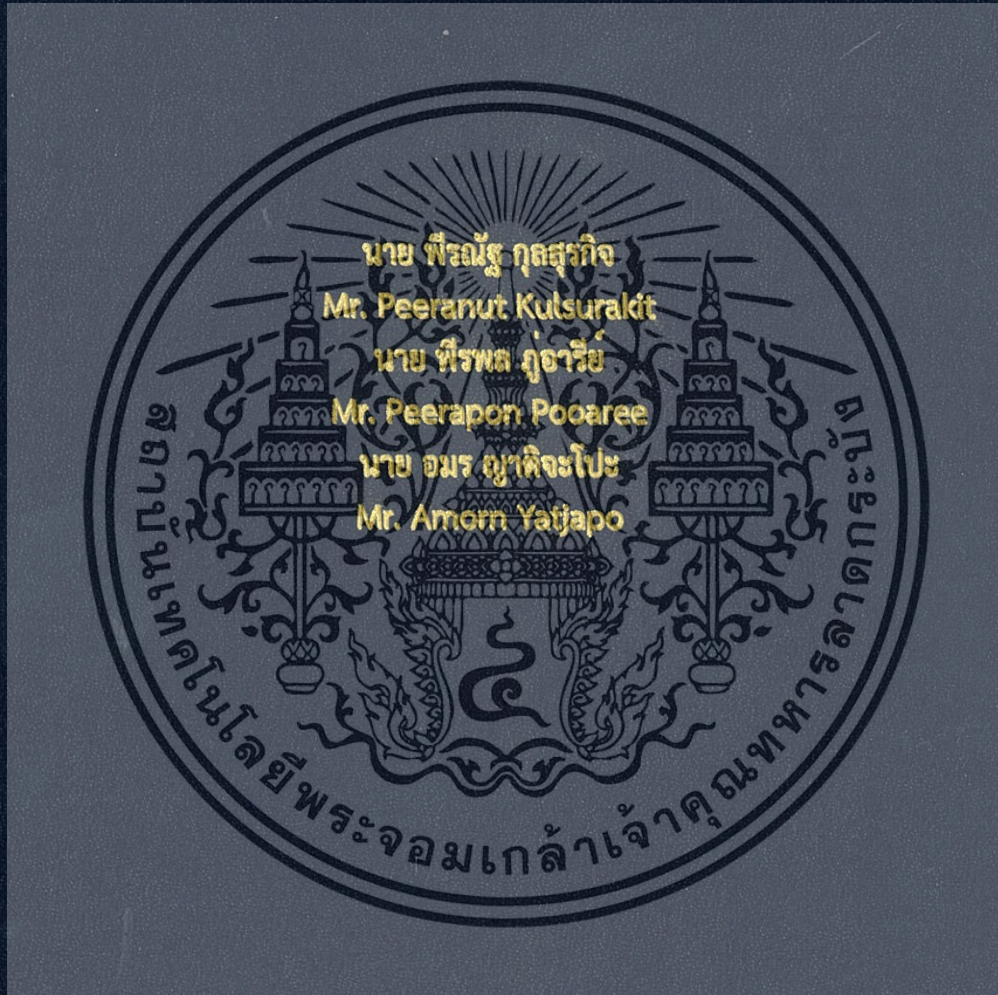 นาย พีรณัฐ กุลสุรกิจ
Mr. Peeranut Kulsurakit
นาย พีรพล ภู่อารีย์
Mr. Peerapon Pooaree
นาย อมร ญาติจะโปะ
Mr. Amorn Yatjapo
๔
สถาบันเทคโนโลยีพระจอมเกล้าเจ้าคุณทหารลาดกระบัง